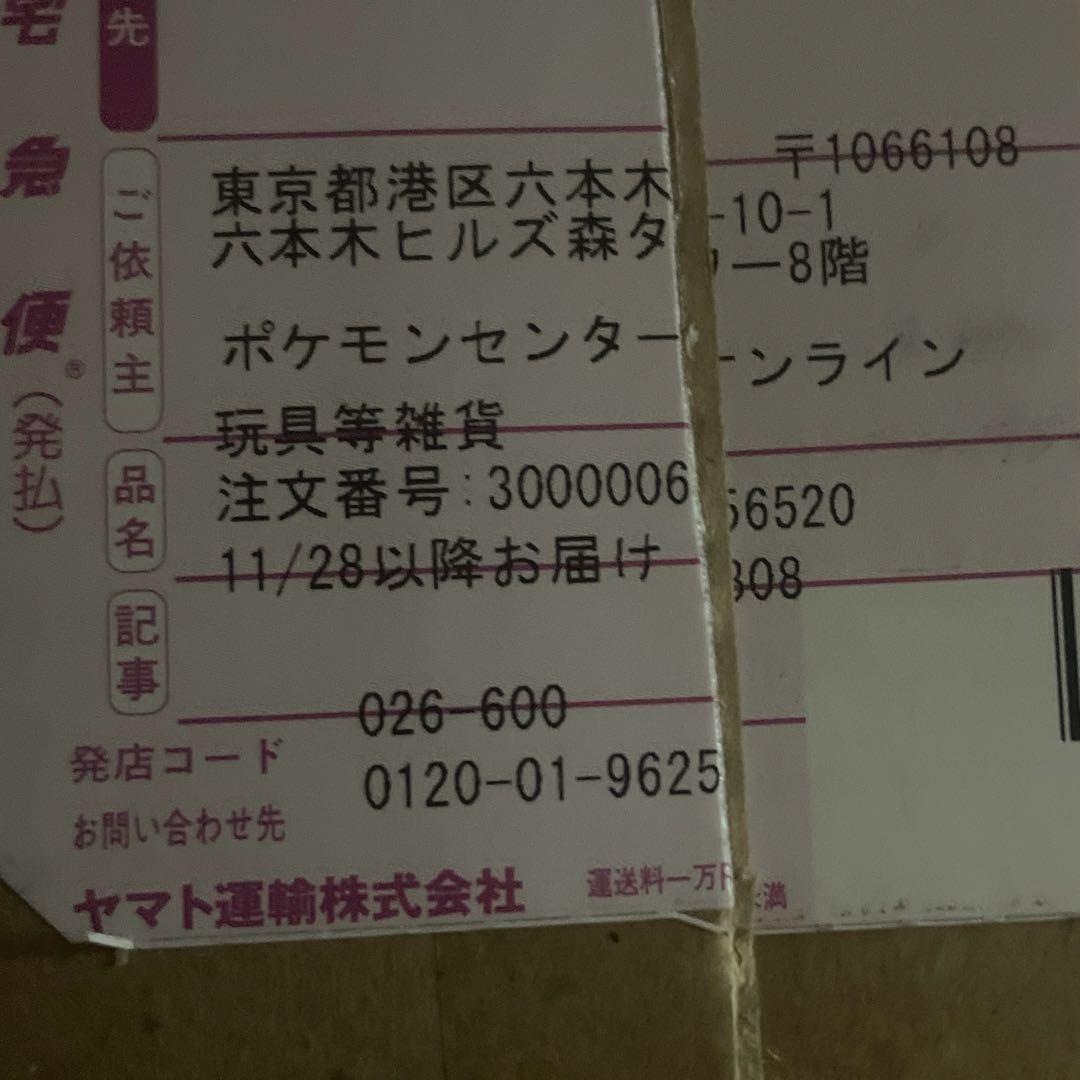 宅急便®(発払)
先
〒1066108
ご依頼主
東京都港区六本木 -10-1
六本木ヒルズ森タ ー8階
ポケモンセンター ンライン
品名
玩具等雑貨
注文番号:3000006 56520
11/28以降お届け 308
記事
発店コード 026-600
お問い合わせ先 0120-01-9625
ヤマト運輸株式会社
運送料一万円 未満